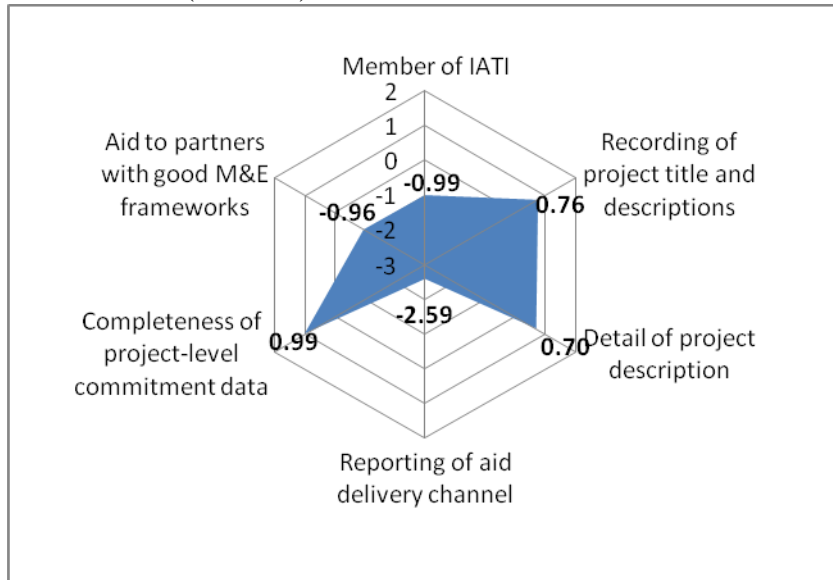 Member of IATI
2
1
0
-1
-2
-3
-0.99
Recording of
project title and
descriptions
0.76
Detail of project
description
0.70
Reporting of aid
delivery channel
-2.59
Completeness of
project-level
commitment data
0.99
Aid to partners
with good M&E
frameworks
-0.96